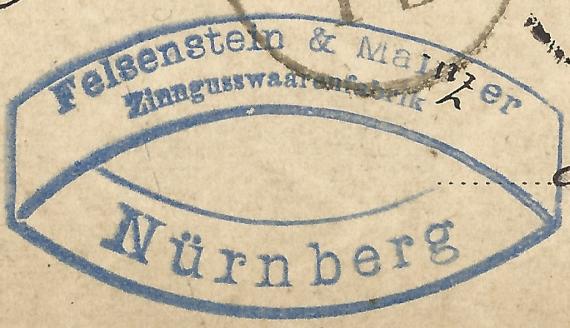 Felsenstein & Mainzer
Zinngusswaarenfabrik
Nürnberg